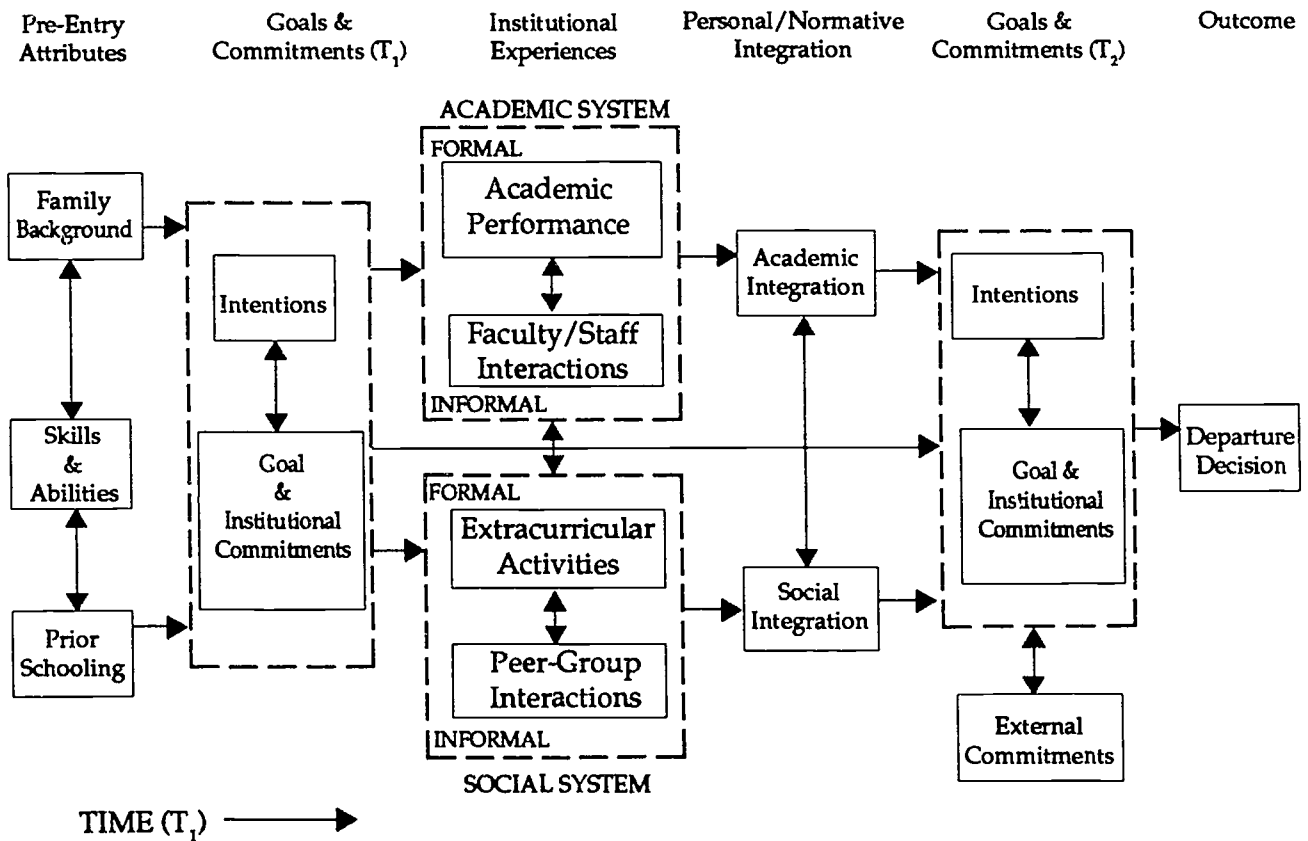 Pre-Entry
Attributes
Goals &
Commitments (T1)
Institutional
Experiences
Personal/Normative
Integration
Goals &
Commitments (T2)
Outcome
Family
Background
Skills
&
Abilities
Prior
Schooling
Intentions
Goal
&
Institutional
Commitments
ACADEMIC SYSTEM
FORMAL
Academic
Performance
Faculty/Staff
Interactions
INFORMAL
FORMAL
Extracurricular
Activities
Peer-Group
Interactions
INFORMAL
SOCIAL SYSTEM
Academic
Integration
Social
Integration
Intentions
Goal &
Institutional
Commitments
External
Commitments
Departure
Decision
TIME (T1)